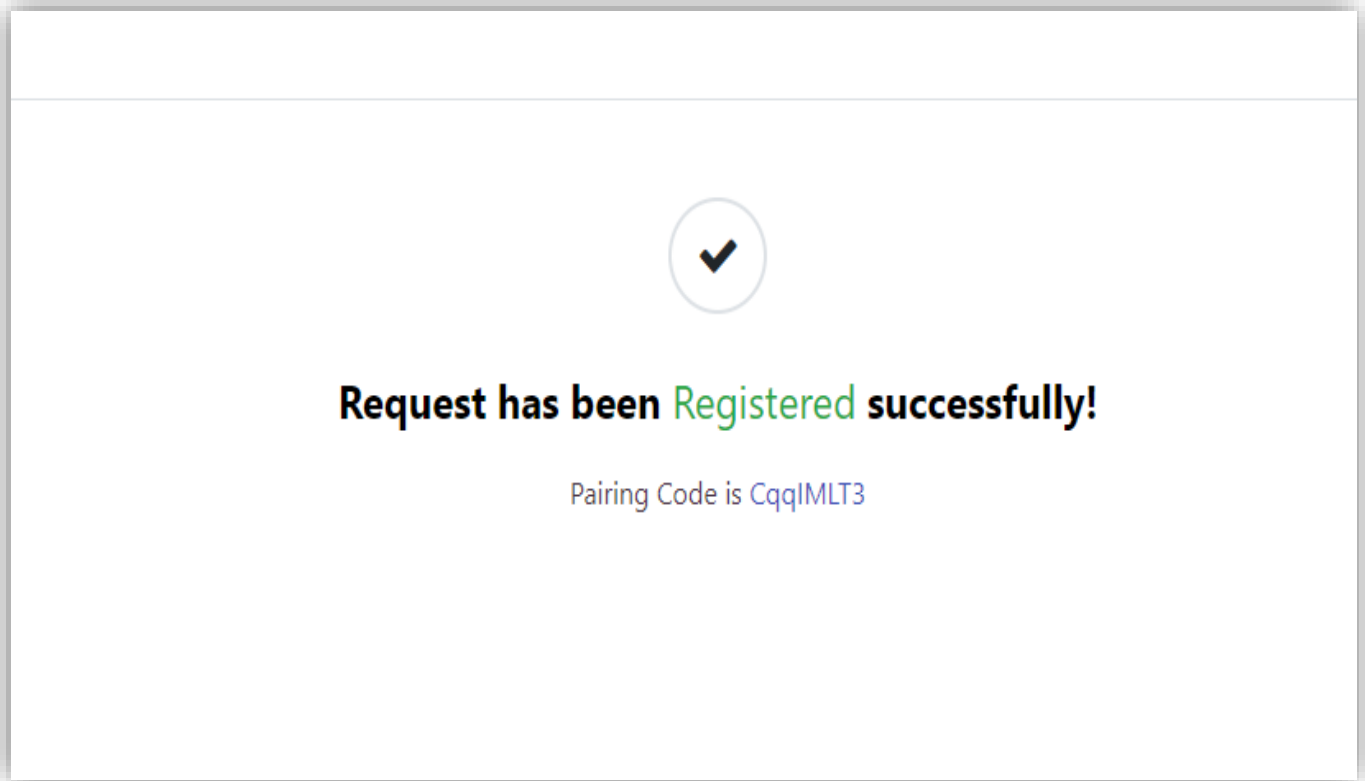 Request has been Registered successfully!
Pairing Code is CqqIMLT3